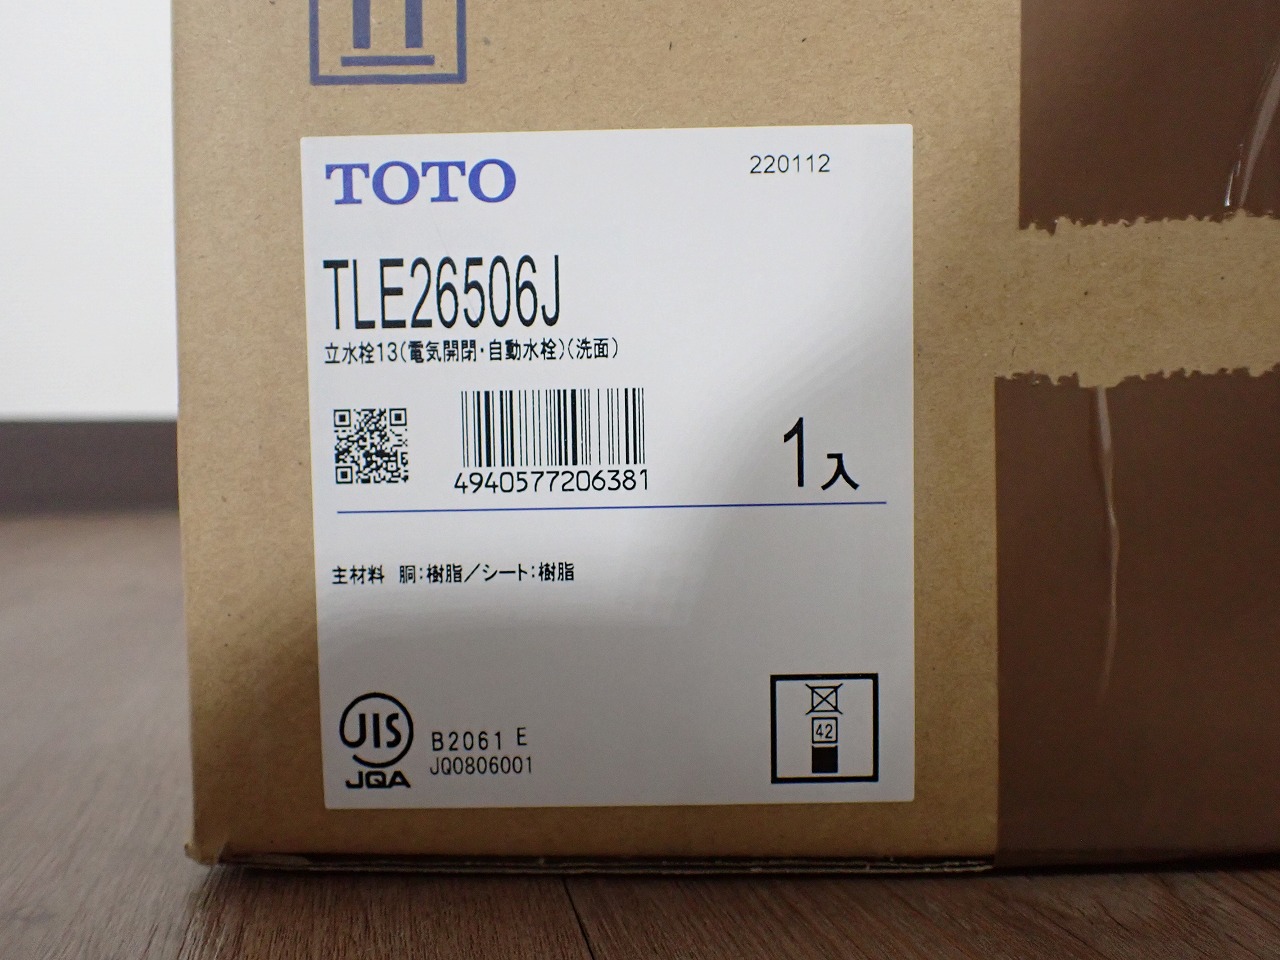 TOTO
220112
TLE26506J
立水栓13(電気開閉・自動水栓)(洗面)
4940577206381
1入
主材料 胴:樹脂/シート:樹脂
JIS
JQA
B2061 E
JQ0806001
42